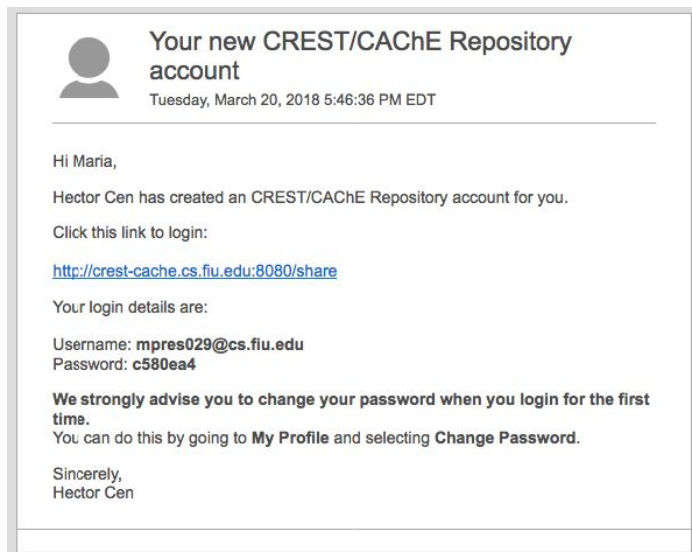 Your new CREST/CAChE Repository
account
Tuesday, March 20, 2018 5:46:36 PM EDT
Hi Maria,
Hector Cen has created an CREST/CAChE Repository account for you.
Click this link to login:
http://crest-cache.cs.fiu.edu:8080/share
Your login details are:
Username: mpres029@cs.fiu.edu
Password: c580ea4
We strongly advise you to change your password when you login for the first
time.
You can do this by going to My Profile and selecting Change Password.
Sincerely,
Hector Cen